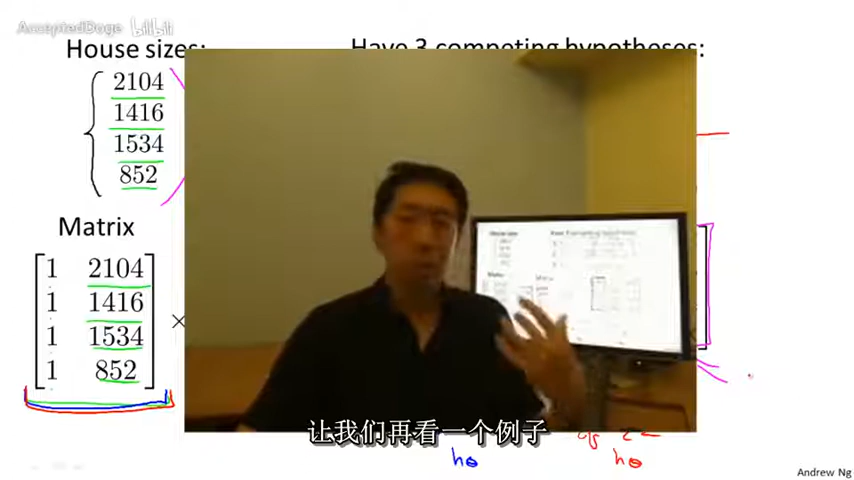 AcceptedDoge bilibili
House sizes:
Have 3 competing hypotheses:
2104
1416
1534
852
Matrix
1 2104
1 1416
1 1534
1 852
×
让我们再看一个例子
hθ
hθ
Andrew Ng